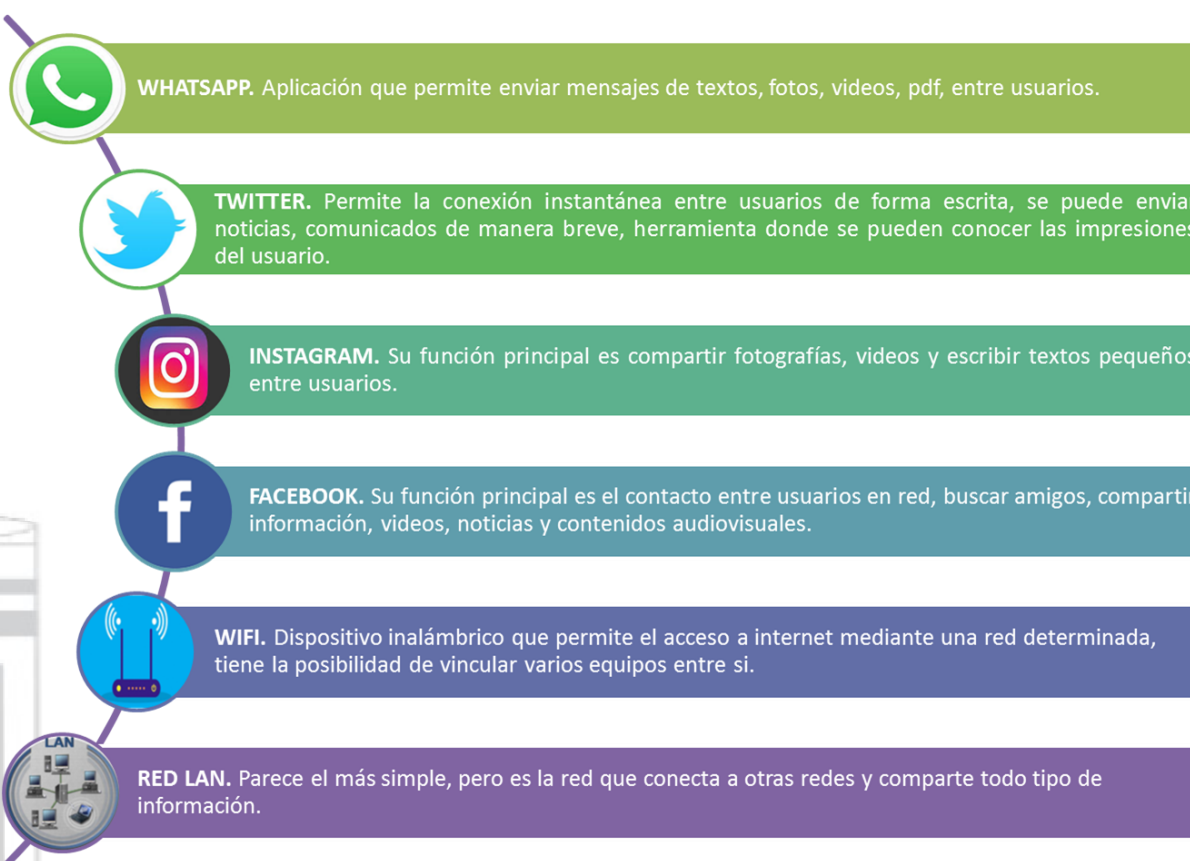 WHATSAPP. Aplicación que permite enviar mensajes de textos, fotos, videos, pdf, entre usuarios.
TWITTER. Permite la conexión instantánea entre usuarios de forma escrita, se puede envia
noticias, comunicados de manera breve, herramienta donde se pueden conocer las impresiones
del usuario.
INSTAGRAM. Su función principal es compartir fotografías, videos y escribir textos pequeños
entre usuarios.
FACEBOOK. Su función principal es el contacto entre usuarios en red, buscar amigos, compartir
información, videos, noticias y contenidos audiovisuales.
WIFI. Dispositivo inalámbrico que permite el acceso a internet mediante una red determinada,
tiene la posibilidad de vincular varios equipos entre si.
LAN
RED LAN. Parece el más simple, pero es la red que conecta a otras redes y comparte todo tipo de
información.